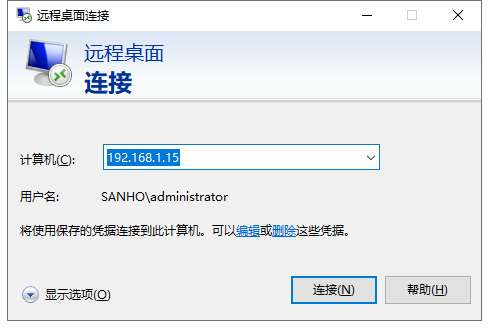 远程桌面连接
远程桌面
连接
计算机(C):
192.168.1.15
用户名:
SANHO\administrator
将使用保存的凭据连接到此计算机。可以编辑或删除这些凭据。
显示选项(O)
连接(N)
帮助(H)